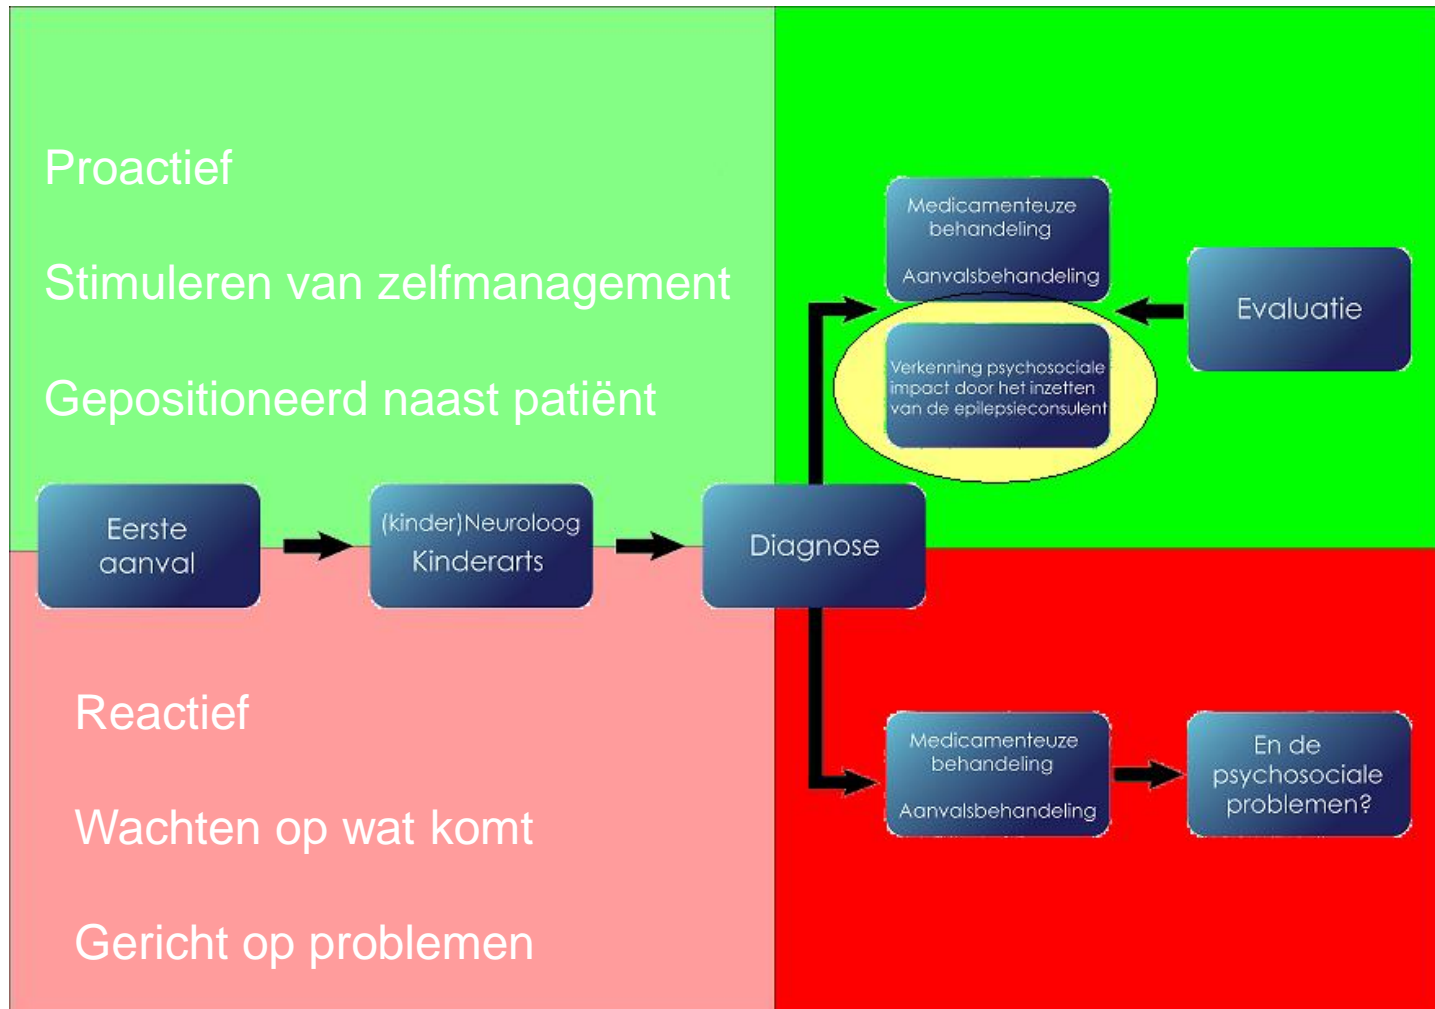 Proactief
Stimuleren van zelfmanagement
Gepositioneerd naast patiënt
Medicamenteuze
behandeling
Aanvalsbehandeling
Verkenning psychosociale
impact door het inzetten
van de epilepsieconsulent
Evaluatie
Eerste
aanval
(kinder)Neuroloog
Kinderarts
Diagnose
Reactief
Wachten op wat komt
Gericht op problemen
Medicamenteuze
behandeling
Aanvalsbehandeling
En de
psychosociale
problemen?